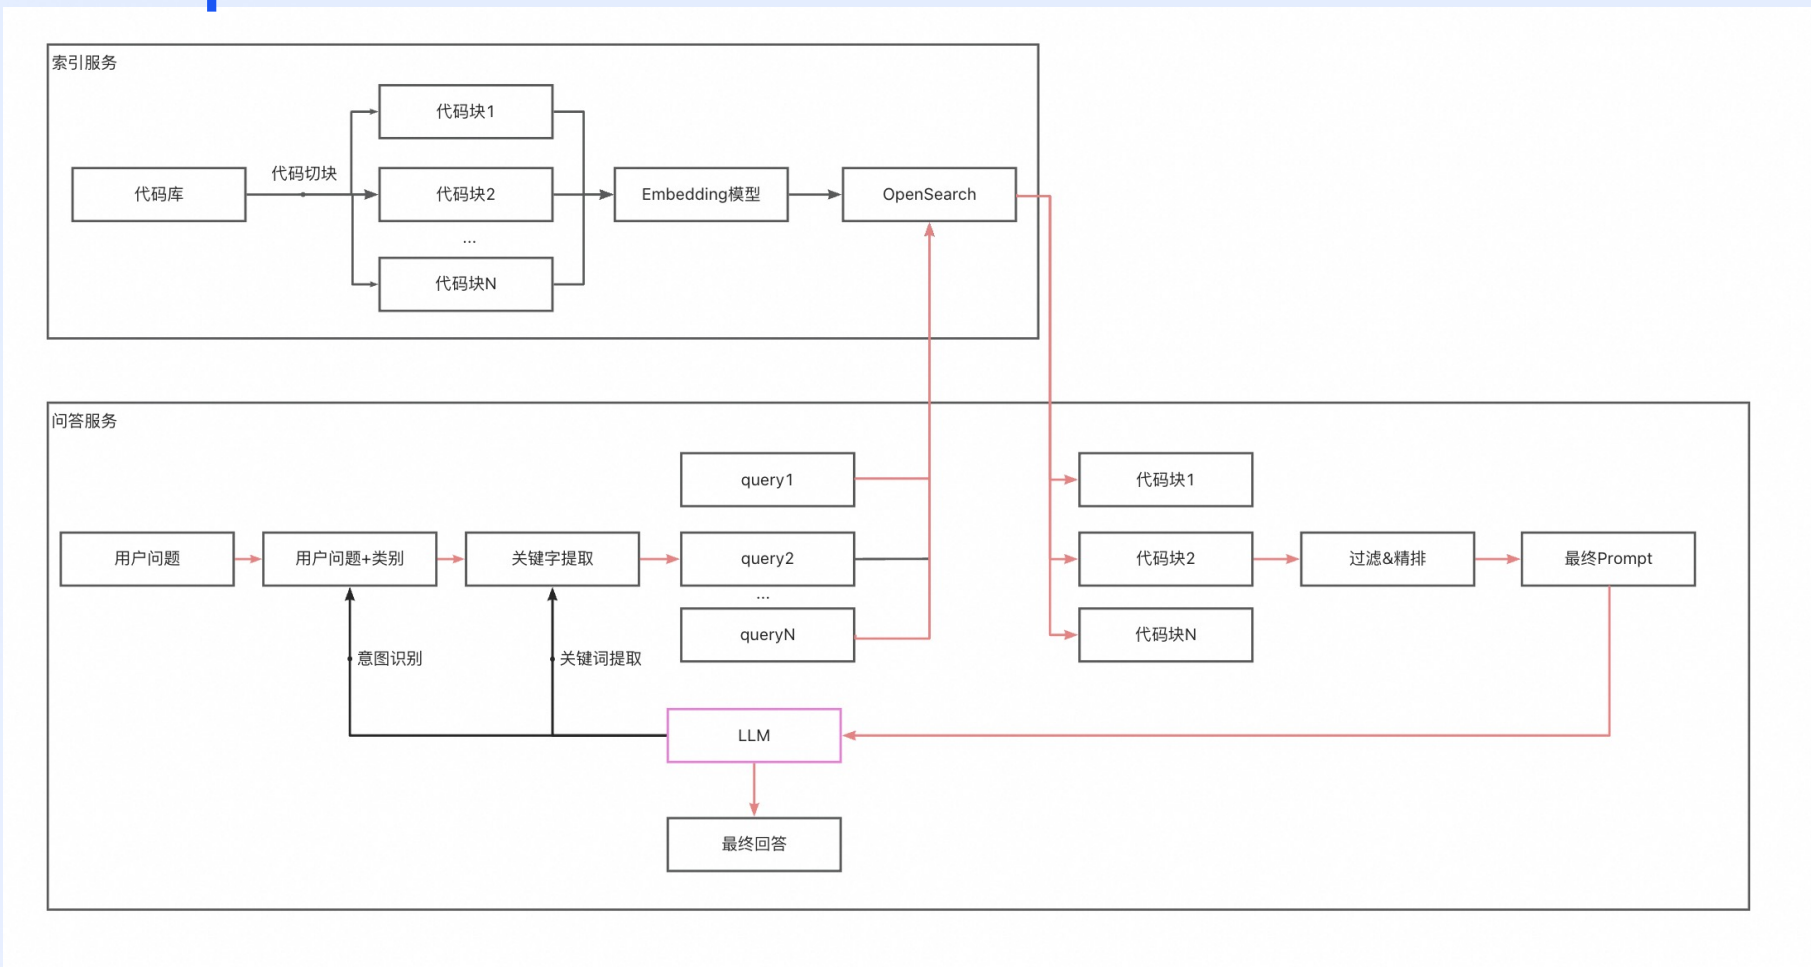 索引服务
代码块1
代码切块
代码库
代码块2
Embedding模型
OpenSearch
...
代码块N
问答服务
query1
代码块1
用户问题
用户问题+类别
关键字提取
query2
代码块2
过滤&精排
最终Prompt
...
queryN
代码块N
意图识别
关键词提取
LLM
最终回答